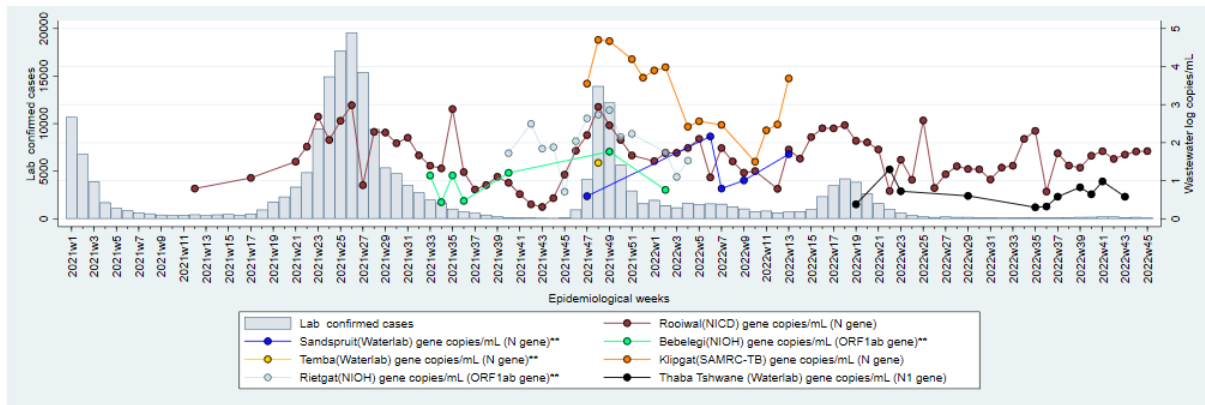 20000
15000
10000
5000
0
Lab confirmed cases
5
4
3
2
1
0
Wastewater log copies/mL
2021w1 2021w3 2021w5 2021w7 2021w9 2021w11 2021w13 2021w15 2021w17 2021w19 2021w21 2021w23 2021w25 2021w27 2021w29 2021w31 2021w33 2021w35 2021w37 2021w39 2021w41 2021w43 2021w45 2021w47 2021w49 2021w51 2022w1 2022w3 2022w5 2022w7 2022w9 2022w11 2022w13 2022w15 2022w17 2022w19 2022w21 2022w23 2022w25 2022w27 2022w29 2022w31 2022w33 2022w35 2022w37 2022w39 2022w41 2022w43 2022w45
Epidemiological weeks
Lab confirmed cases
Rooiwal(NICD) gene copies/mL (N gene)
Sandspruit(Waterlab) gene copies/mL (N gene)**
Bebelegi(NIOH) gene copies/mL (ORF1ab gene)**
Temba(Waterlab) gene copies/mL (N gene)**
Klipgat(SAMRC-TB) gene copies/mL (N gene)
Rietgat(NIOH) gene copies/mL (ORF1ab gene)**
Thaba Tshwane (Waterlab) gene copies/mL (N1 gene)